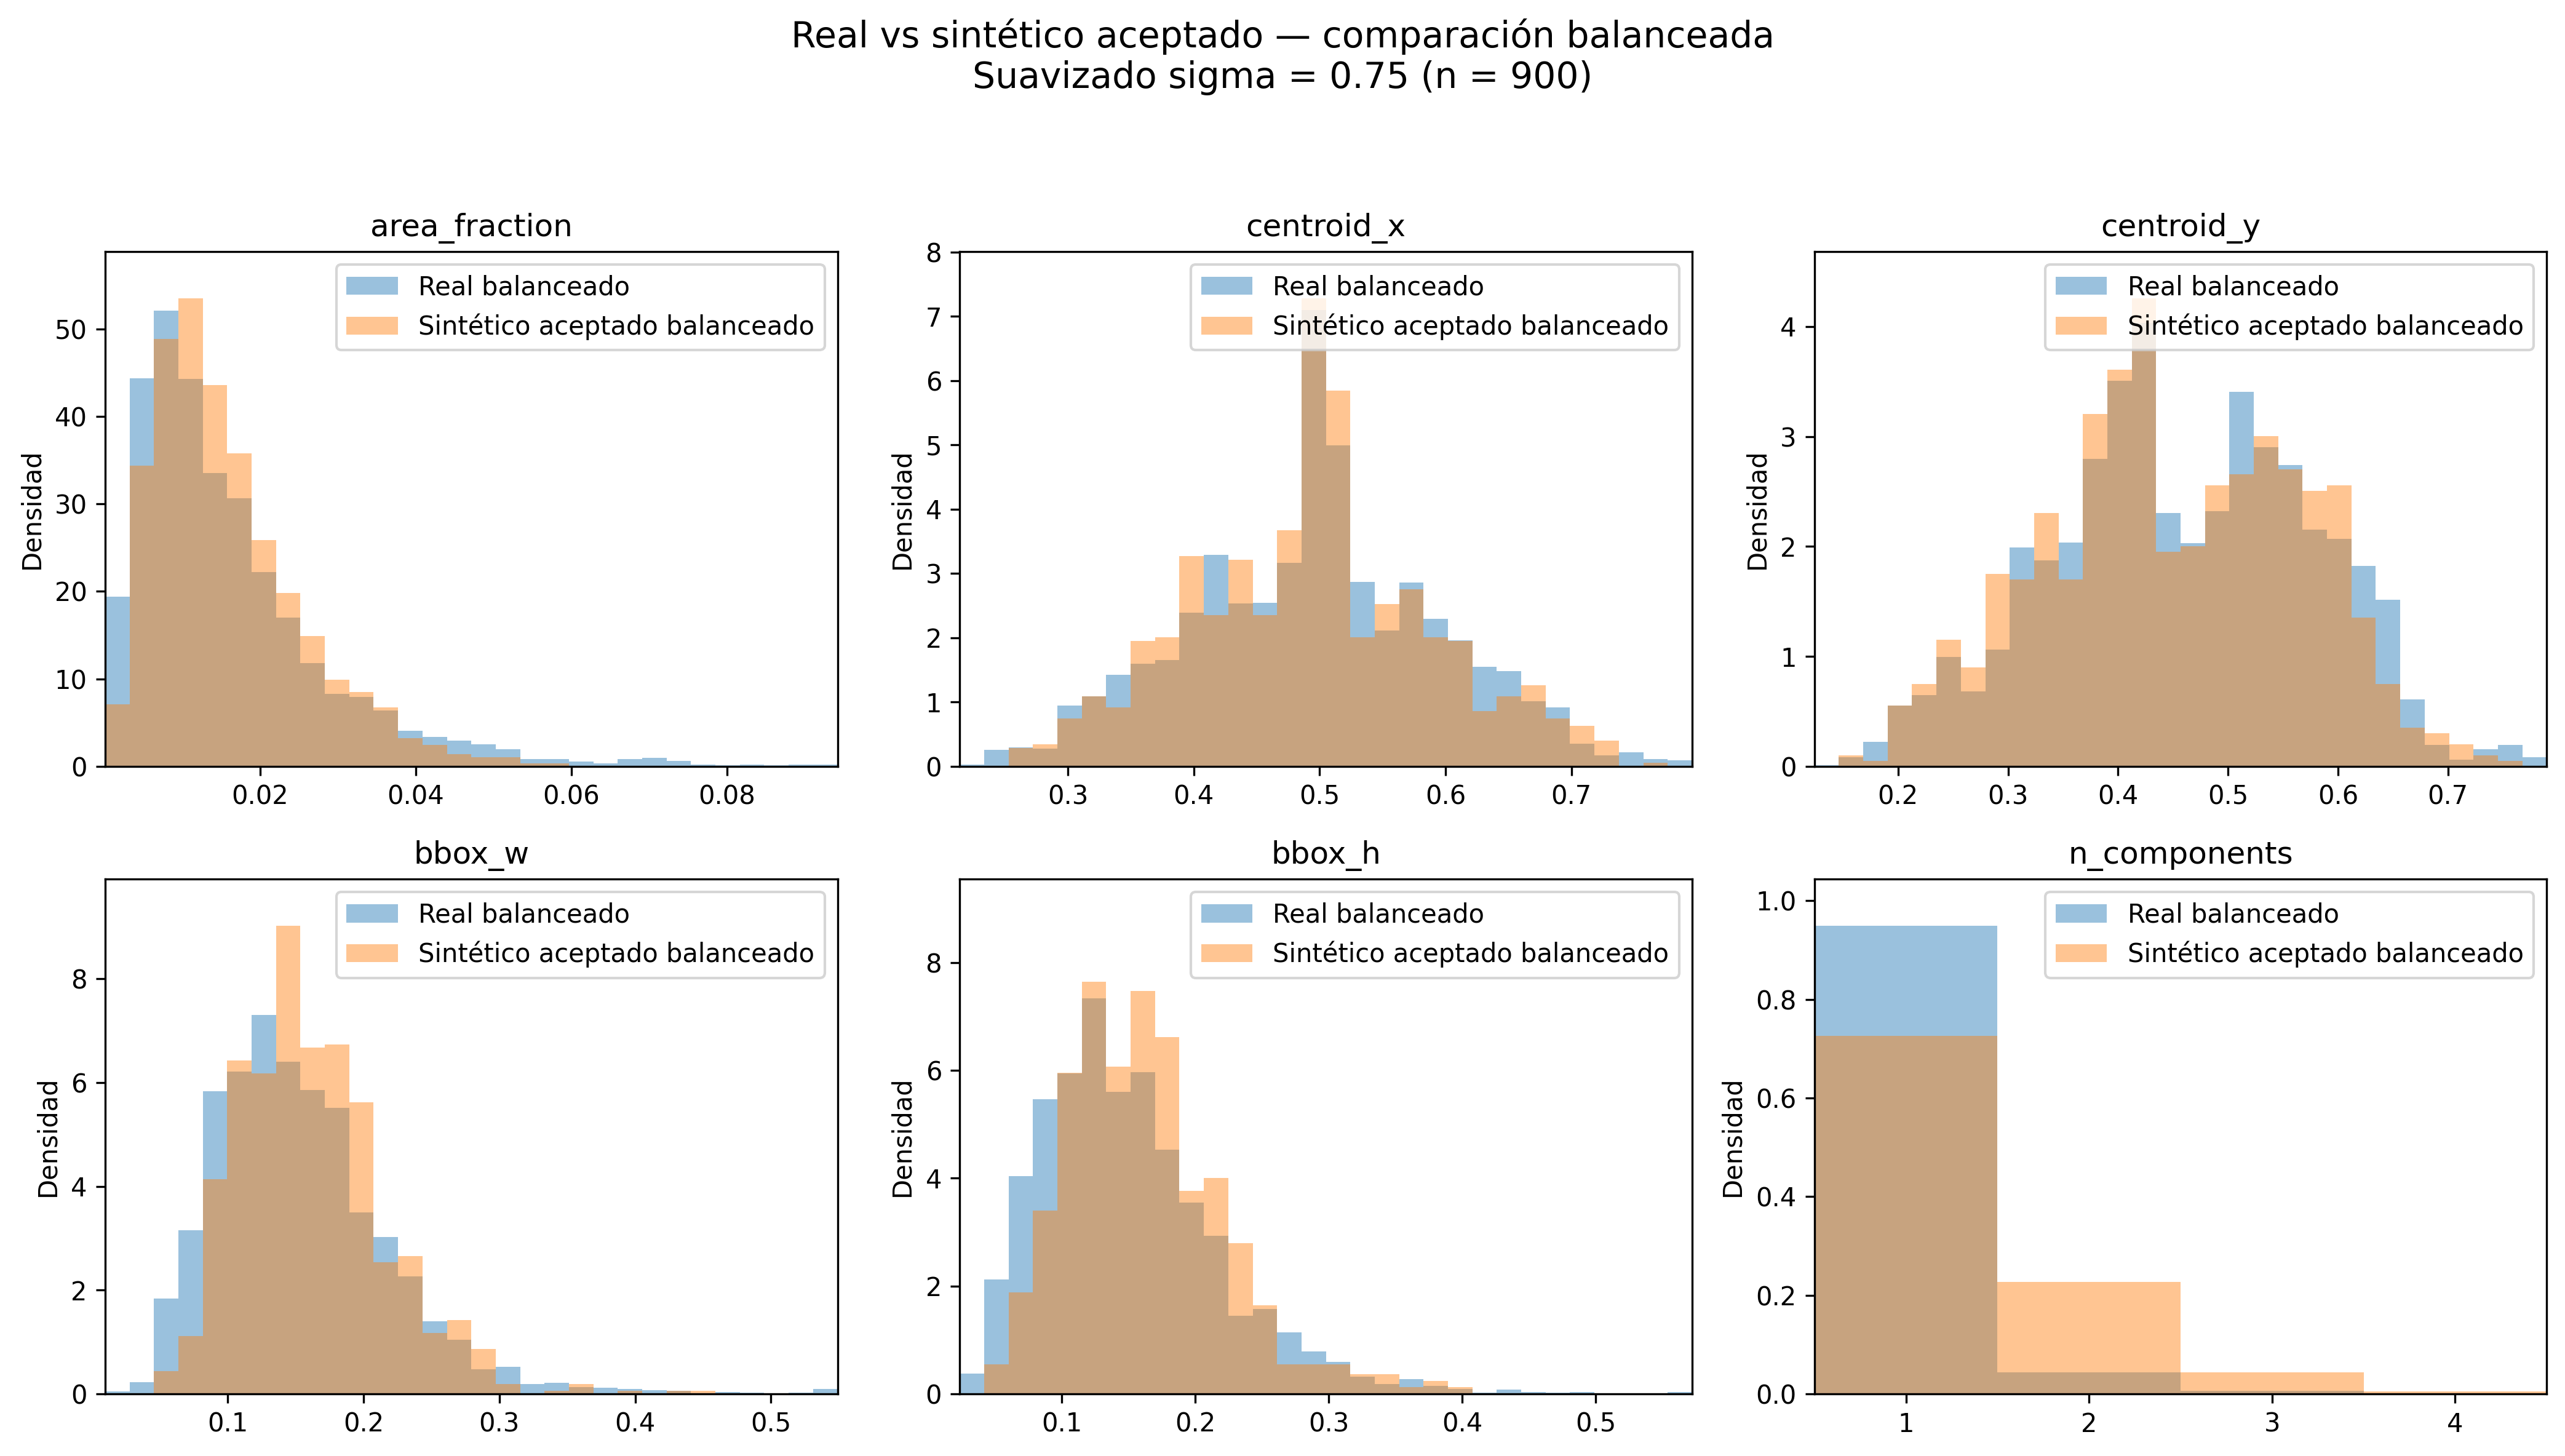 Real vs sintético aceptado — comparación balanceada
Suavizado sigma = 0.75 (n = 900)
area_fraction
Real balanceado
Sintético aceptado balanceado
Densidad
50
40
30
20
10
0
0.02
0.04
0.06
0.08
centroid_x
Real balanceado
Sintético aceptado balanceado
Densidad
8
7
6
5
4
3
2
1
0
0.3
0.4
0.5
0.6
0.7
centroid_y
Real balanceado
Sintético aceptado balanceado
Densidad
4
3
2
1
0
0.2
0.3
0.4
0.5
0.6
0.7
bbox_w
Real balanceado
Sintético aceptado balanceado
Densidad
8
6
4
2
0
0.1
0.2
0.3
0.4
0.5
bbox_h
Real balanceado
Sintético aceptado balanceado
Densidad
8
6
4
2
0
0.1
0.2
0.3
0.4
0.5
n_components
Real balanceado
Sintético aceptado balanceado
Densidad
1.0
0.8
0.6
0.4
0.2
0.0
1
2
3
4